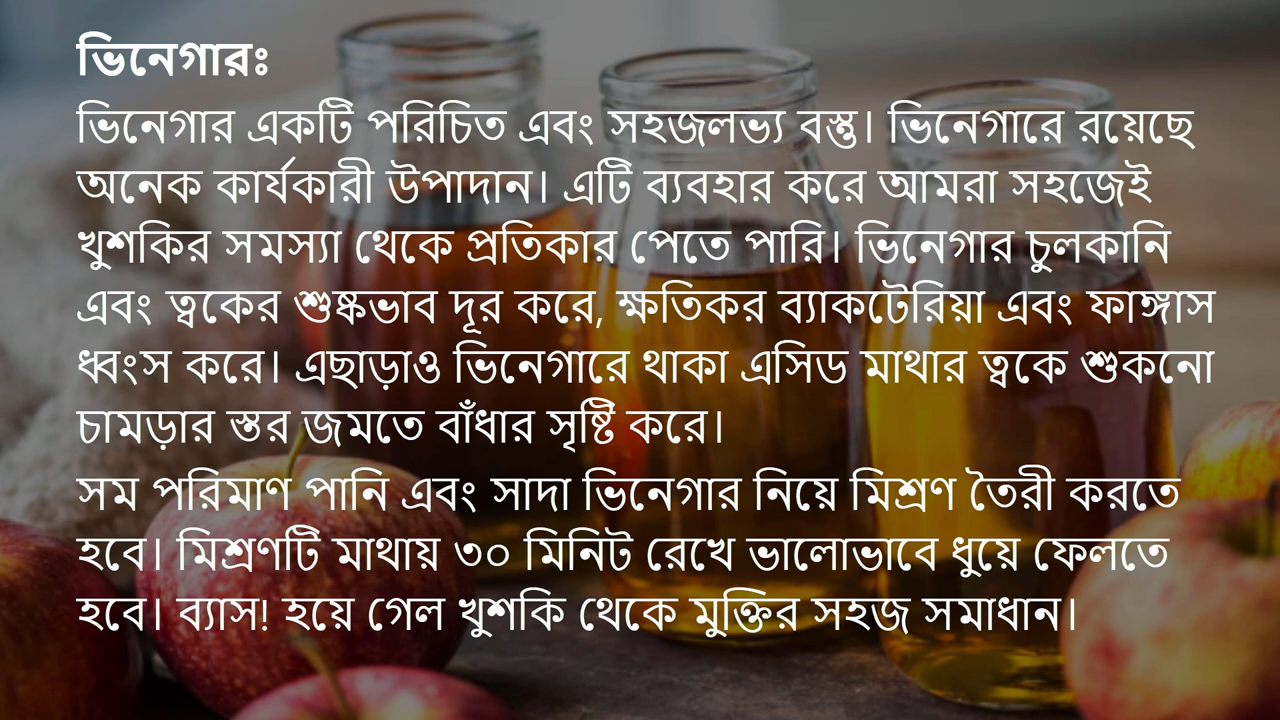 ভিনেগারঃ
ভিনেগার একটি পরিচিত এবং সহজলভ্য বস্তু। ভিনেগারে রয়েছে
অনেক কার্যকারী উপাদান। এটি ব্যবহার করে আমরা সহজেই
খুশকির সমস্যা থেকে প্রতিকার পেতে পারি। ভিনেগার চুলকানি
এবং ত্বকের শুষ্কভাব দূর করে, ক্ষতিকর ব্যাকটেরিয়া এবং ফাঙ্গাস
ধ্বংস করে। এছাড়াও ভিনেগারে থাকা এসিড মাথার ত্বকে শুকনো
চামড়ার স্তর জমতে বাঁধার সৃষ্টি করে।
সম পরিমাণ পানি এবং সাদা ভিনেগার নিয়ে মিশ্রণ তৈরী করতে
হবে। মিশ্রণটি মাথায় ৩০ মিনিট রেখে ভালোভাবে ধুয়ে ফেলতে
হবে। ব্যাস! হয়ে গেল খুশকি থেকে মুক্তির সহজ সমাধান।